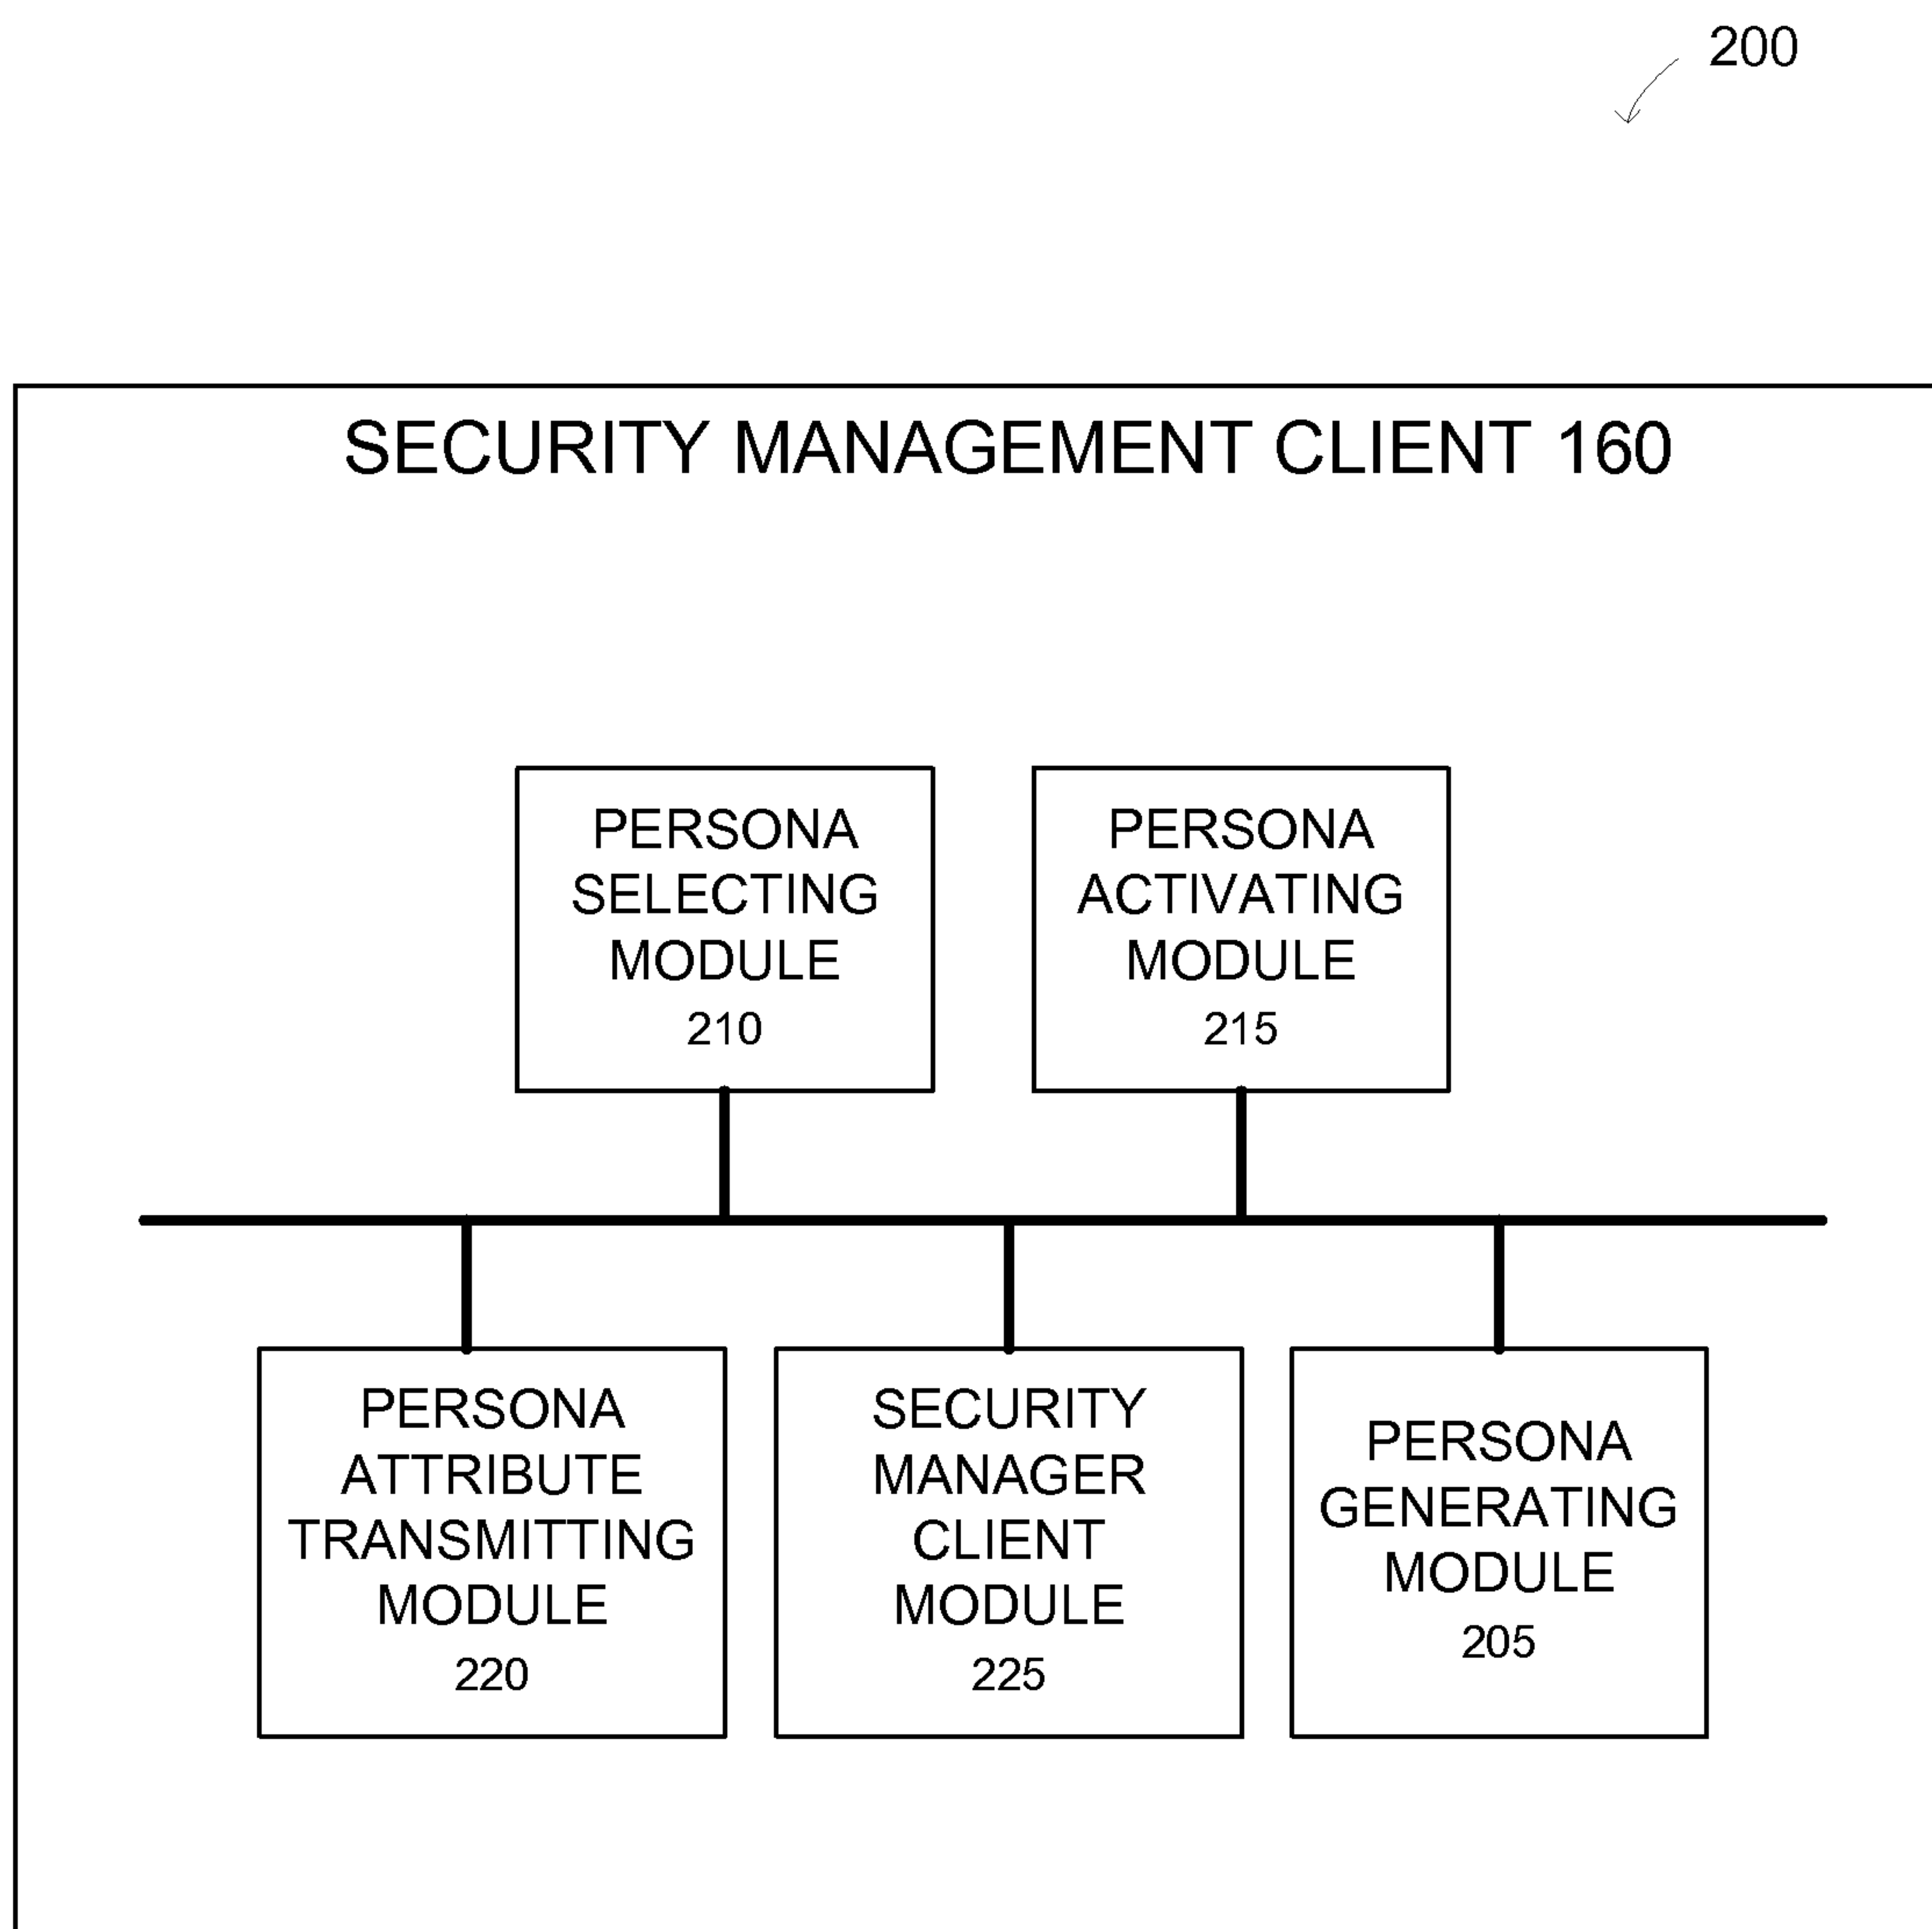 200
SECURITY MANAGEMENT CLIENT 160
PERSONA
SELECTING
MODULE
210
PERSONA
ACTIVATING
MODULE
215
PERSONA
ATTRIBUTE
TRANSMITTING
MODULE
220
SECURITY
MANAGER
CLIENT
MODULE
225
PERSONA
GENERATING
MODULE
205